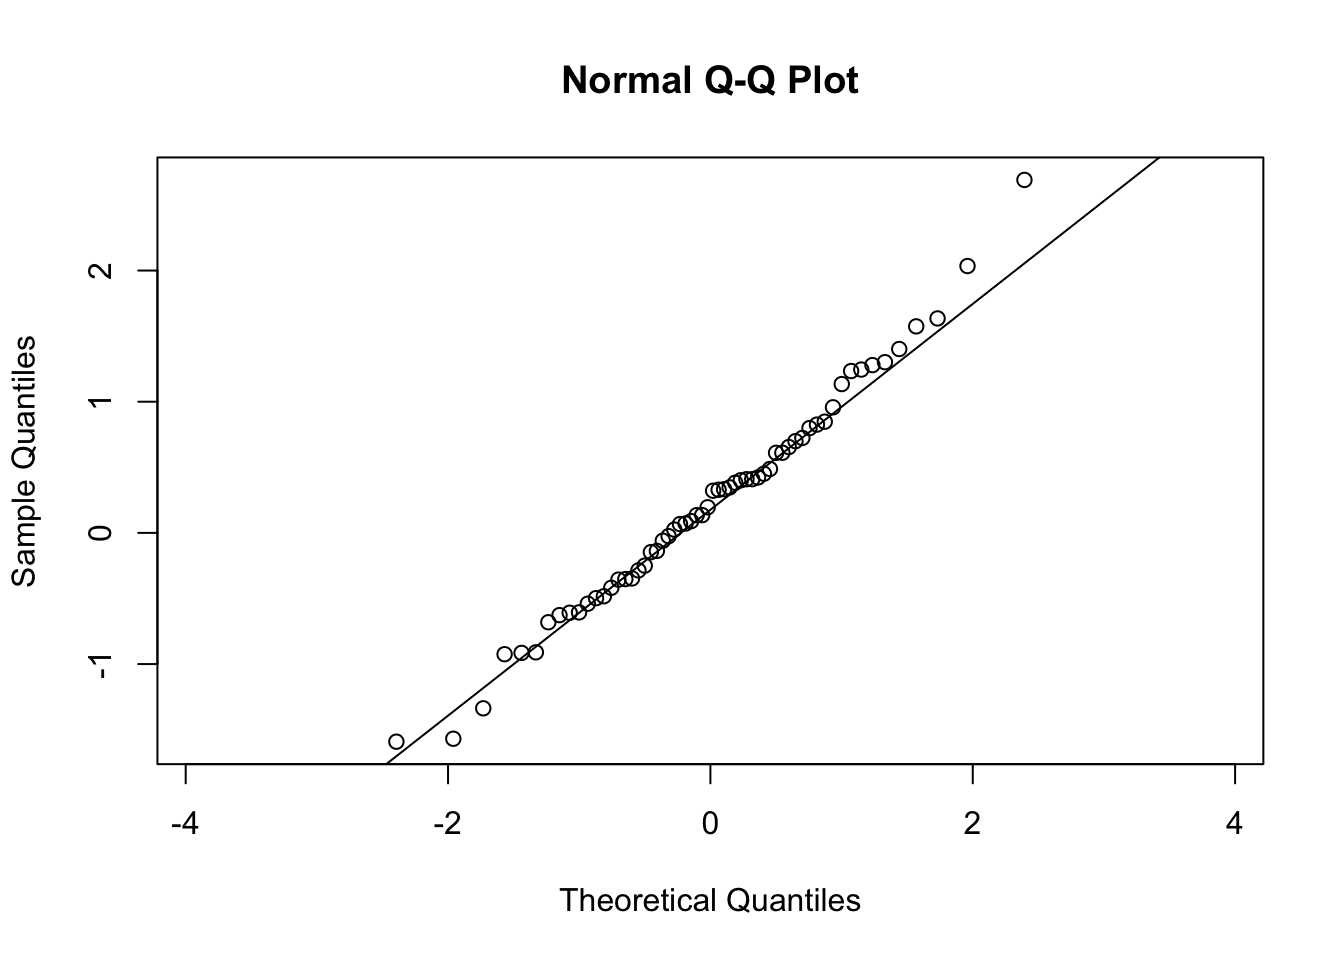 Normal Q-Q Plot
Sample Quantiles
2
1
0
-1
-4 -2 0 2 4
Theoretical Quantiles